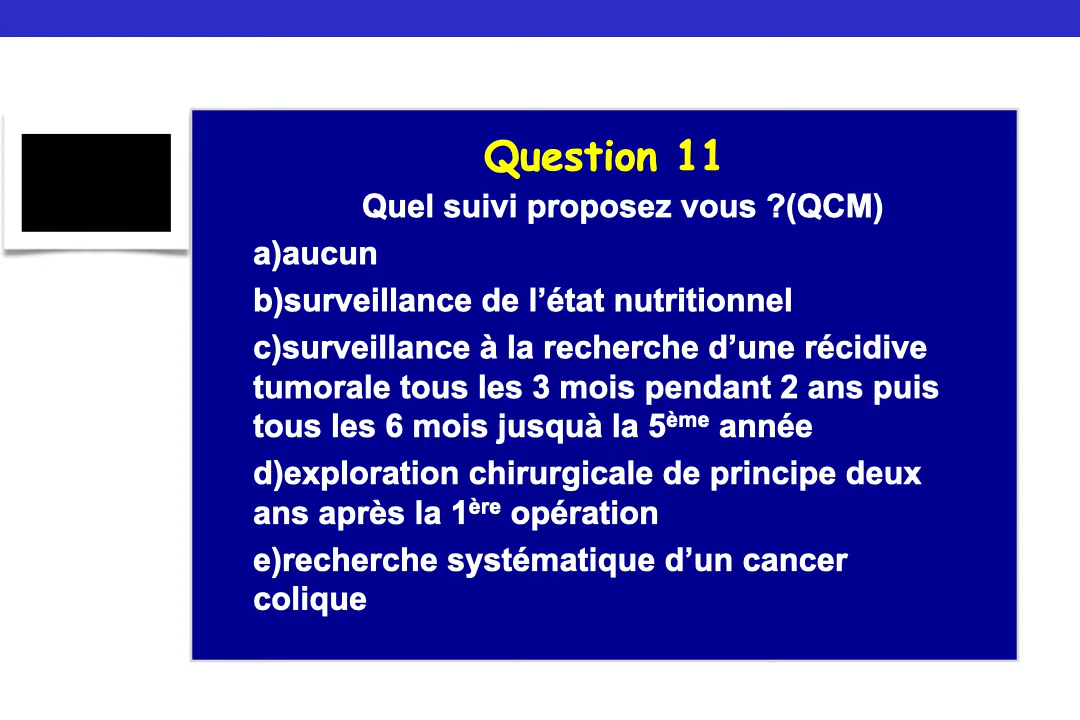 Question 11
Quel suivi proposez vous ?(QCM)
a)aucun
b)surveillance de l’état nutritionnel
c)surveillance à la recherche d’une récidive
tumorale tous les 3 mois pendant 2 ans puis
tous les 6 mois jusquà la 5ème année
d)exploration chirurgicale de principe deux
ans après la 1ère opération
e)recherche systématique d’un cancer
colique